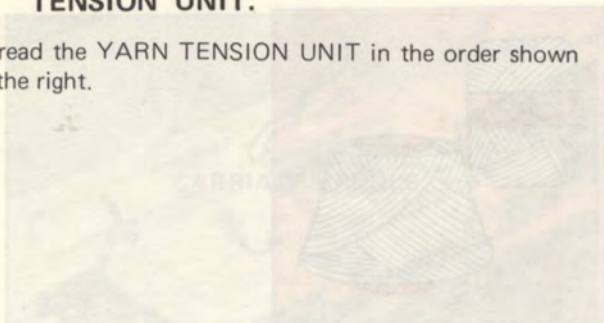 TENSION UNIT.
read the YARN TENSION UNIT in the order shown
the right.